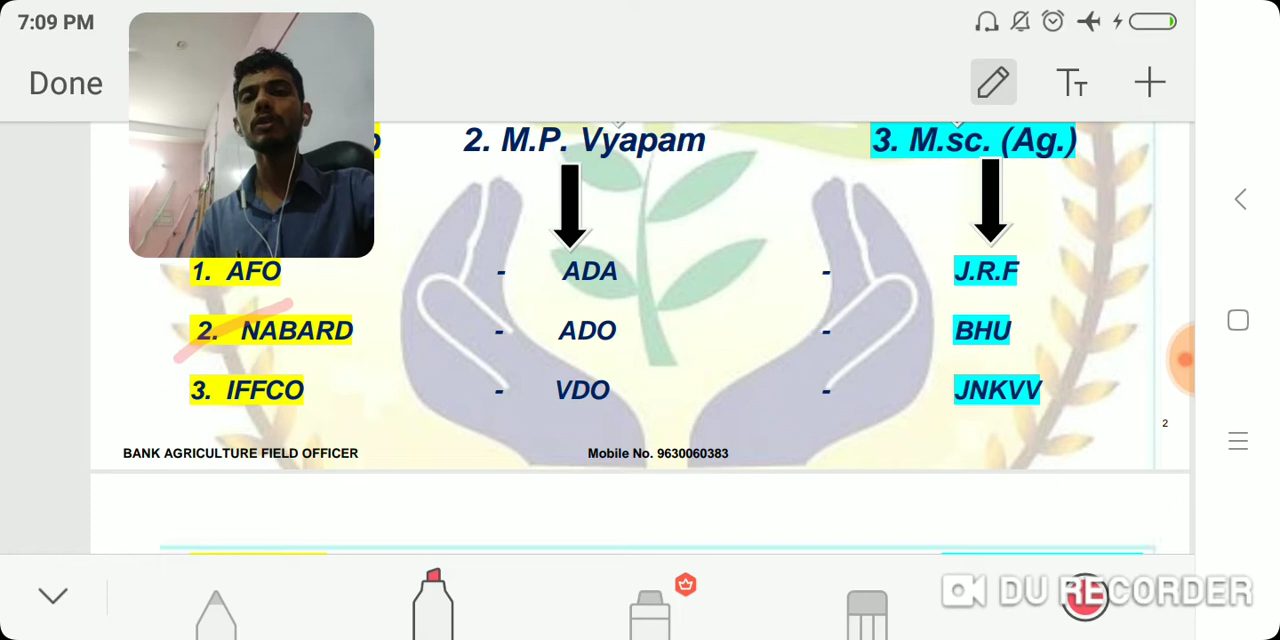 7:09 PM
Done
2. M.P. Vyapam
3. M.sc. (Ag.)
1. AFO - ADA - J.R.F
2. NABARD - ADO - BHU
3. IFFCO - VDO - JNKVV
2
BANK AGRICULTURE FIELD OFFICER Mobile No. 9630060383
DU RECORDER